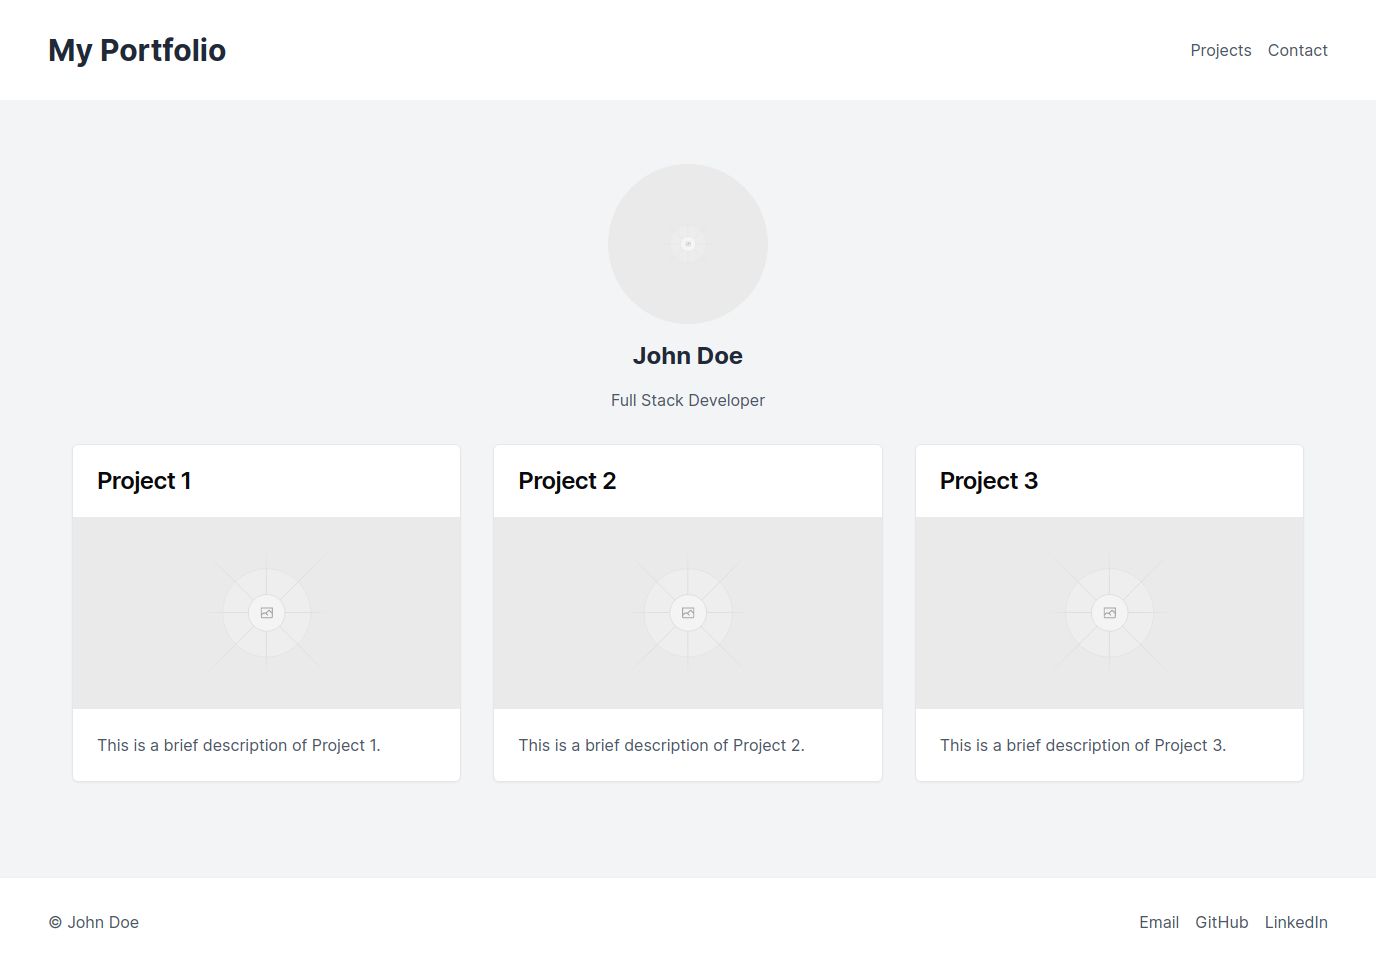 My Portfolio
Projects Contact
John Doe
Full Stack Developer
Project 1
Project 2
Project 3
This is a brief description of Project 1.
This is a brief description of Project 2.
This is a brief description of Project 3.
© John Doe
Email GitHub LinkedIn